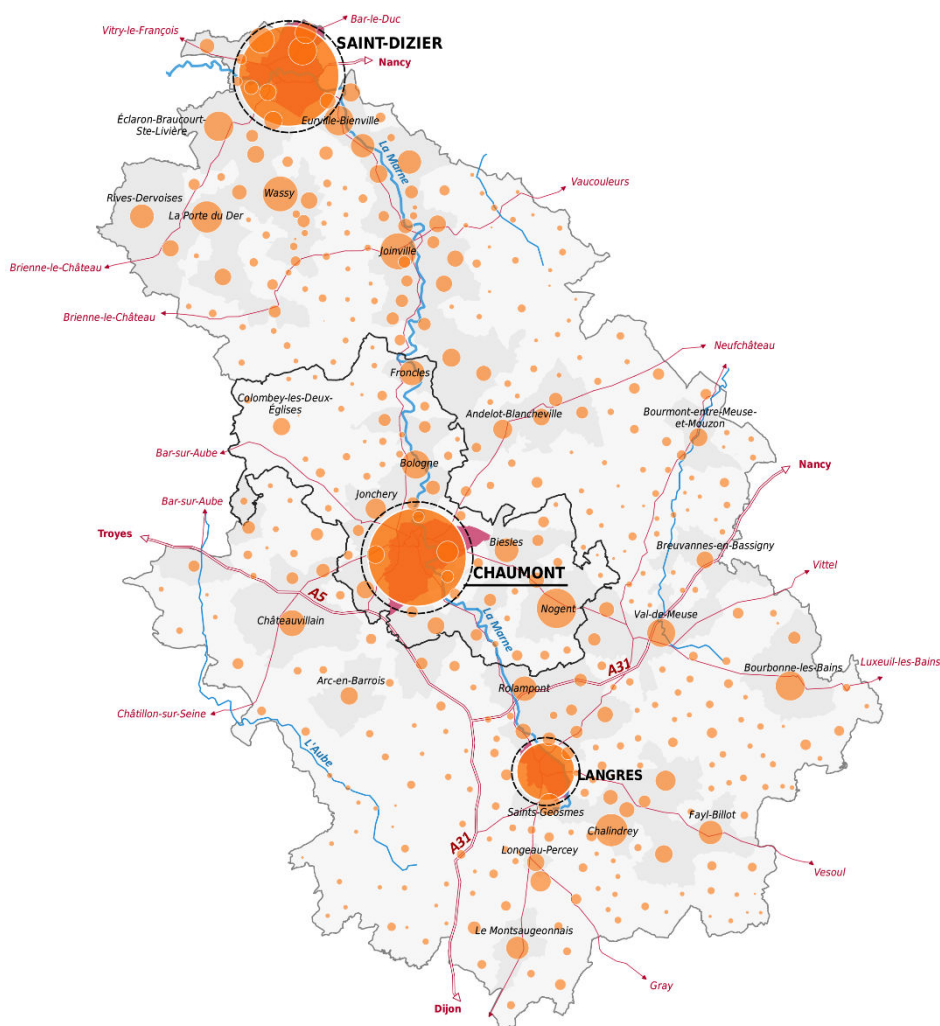 Bar-le-Duc
Vitry-le-François
SAINT-DIZIER
Nancy
Éclaron-Braucourt-
Ste-Livière
Eurville-Bienville
La Marne
Vaucouleurs
Wassy
Rives-Dervoises
La Porte du Der
Joinville
Brienne-le-Château
Brienne-le-Château
Neufchâteau
Froncles
Colombey-les-Deux-
Églises
Andelot-Blancheville
Bourmont-entre-Meuse-
et-Mouzon
Bar-sur-Aube
Bologne
Nancy
Jonchery
Bar-sur-Aube
Troyes
Biesles
Breuvannes-en-Bassigny
Vittel
CHAUMONT
A5
La Marne
Nogent
Châteauvillain
Val-de-Meuse
A31
Bourbonne-les-Bains
Luxeuil-les-Bains
Arc-en-Barrois
Rolampont
Châtillon-sur-Seine
L'Aube
LANGRES
Saints-Geosmes
Fayl-Billot
Chalindrey
A31
Longeau-Percey
Vesoul
Le Montsaugeonnais
Gray
Dijon